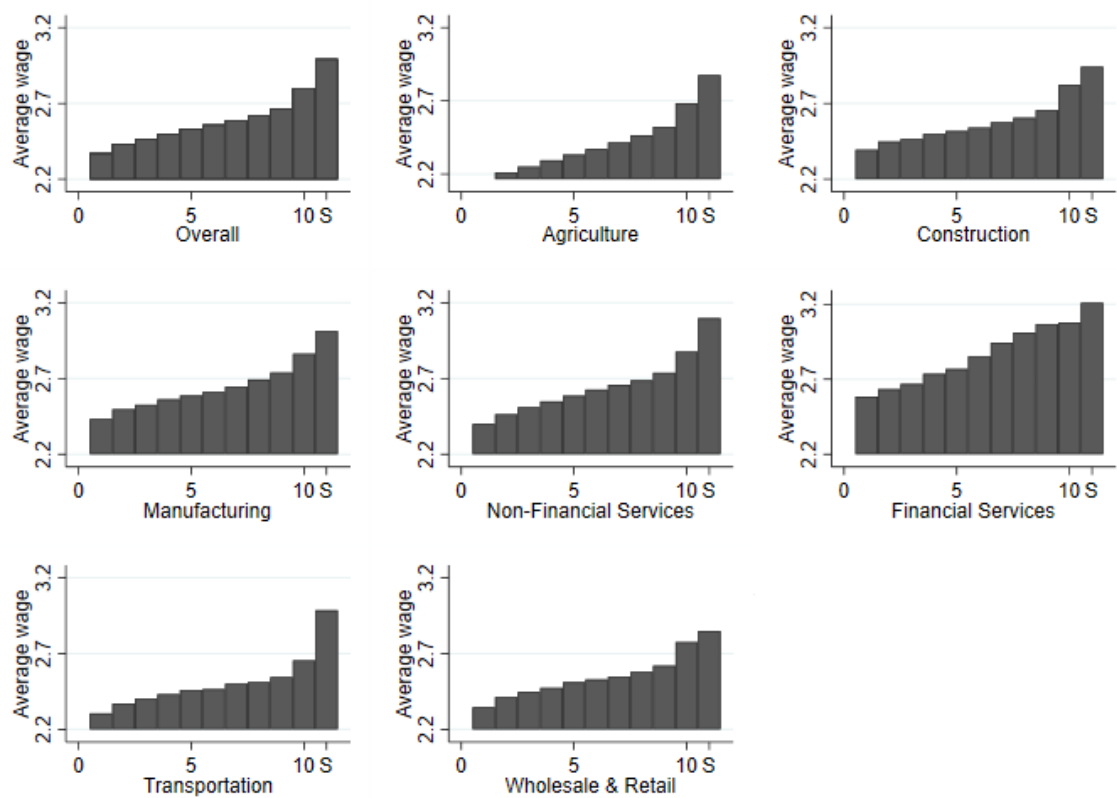 Average wage
3.2
2.7
2.2
0 5 10 S
Overall
Average wage
3.2
2.7
2.2
0 5 10 S
Agriculture
Average wage
3.2
2.7
2.2
0 5 10 S
Construction
Average wage
3.2
2.7
2.2
0 5 10 S
Manufacturing
Average wage
3.2
2.7
2.2
0 5 10 S
Non-Financial Services
Average wage
3.2
2.7
2.2
0 5 10 S
Financial Services
Average wage
3.2
2.7
2.2
0 5 10 S
Transportation
Average wage
3.2
2.7
2.2
0 5 10 S
Wholesale & Retail